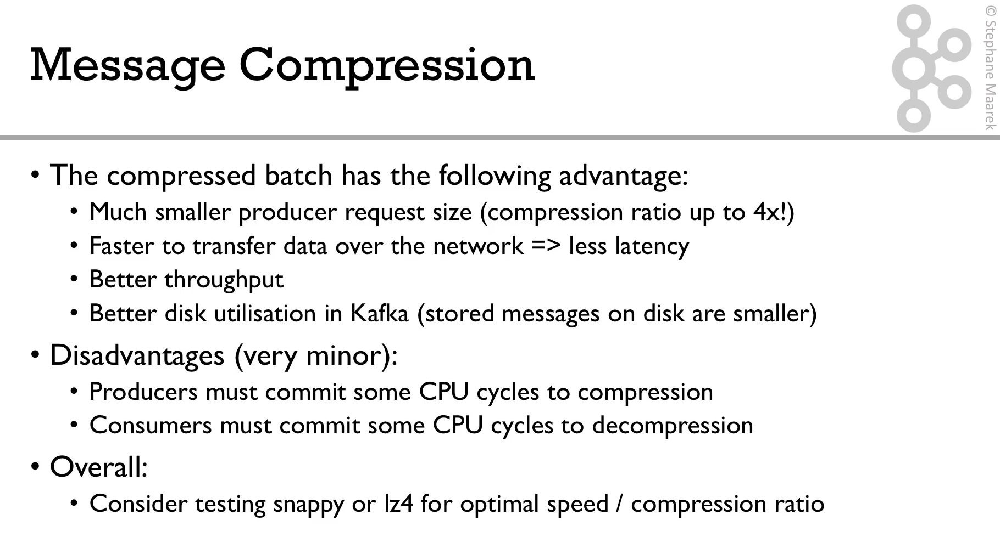 Message Compression
© Stephane Maarek
• The compressed batch has the following advantage:
• Much smaller producer request size (compression ratio up to 4x!)
• Faster to transfer data over the network => less latency
• Better throughput
• Better disk utilisation in Kafka (stored messages on disk are smaller)
• Disadvantages (very minor):
• Producers must commit some CPU cycles to compression
• Consumers must commit some CPU cycles to decompression
• Overall:
• Consider testing snappy or lz4 for optimal speed / compression ratio